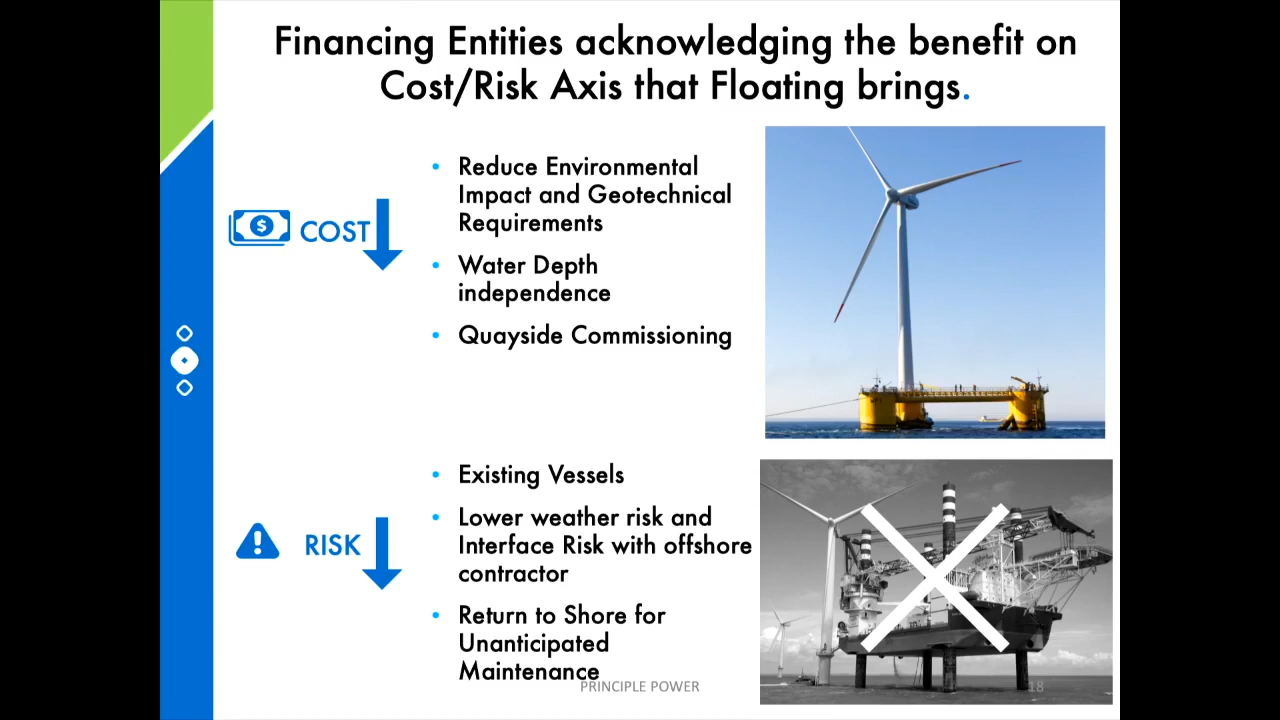 Financing Entities acknowledging the benefit on
Cost/Risk Axis that Floating brings.
COST
• Reduce Environmental
Impact and Geotechnical
Requirements
• Water Depth
independence
• Quayside Commissioning
RISK
• Existing Vessels
• Lower weather risk and
Interface Risk with offshore
contractor
• Return to Shore for
Unanticipated
Maintenance
PRINCIPLE POWER
18